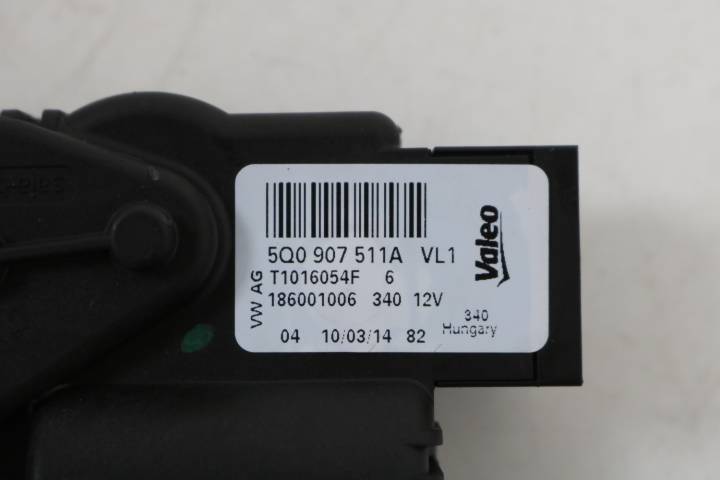 5Q0 907 511A VL1
T1016054F 6
186001006 340 12V
04 10/03/14 82
VW AG
Valeo
340
Hungary